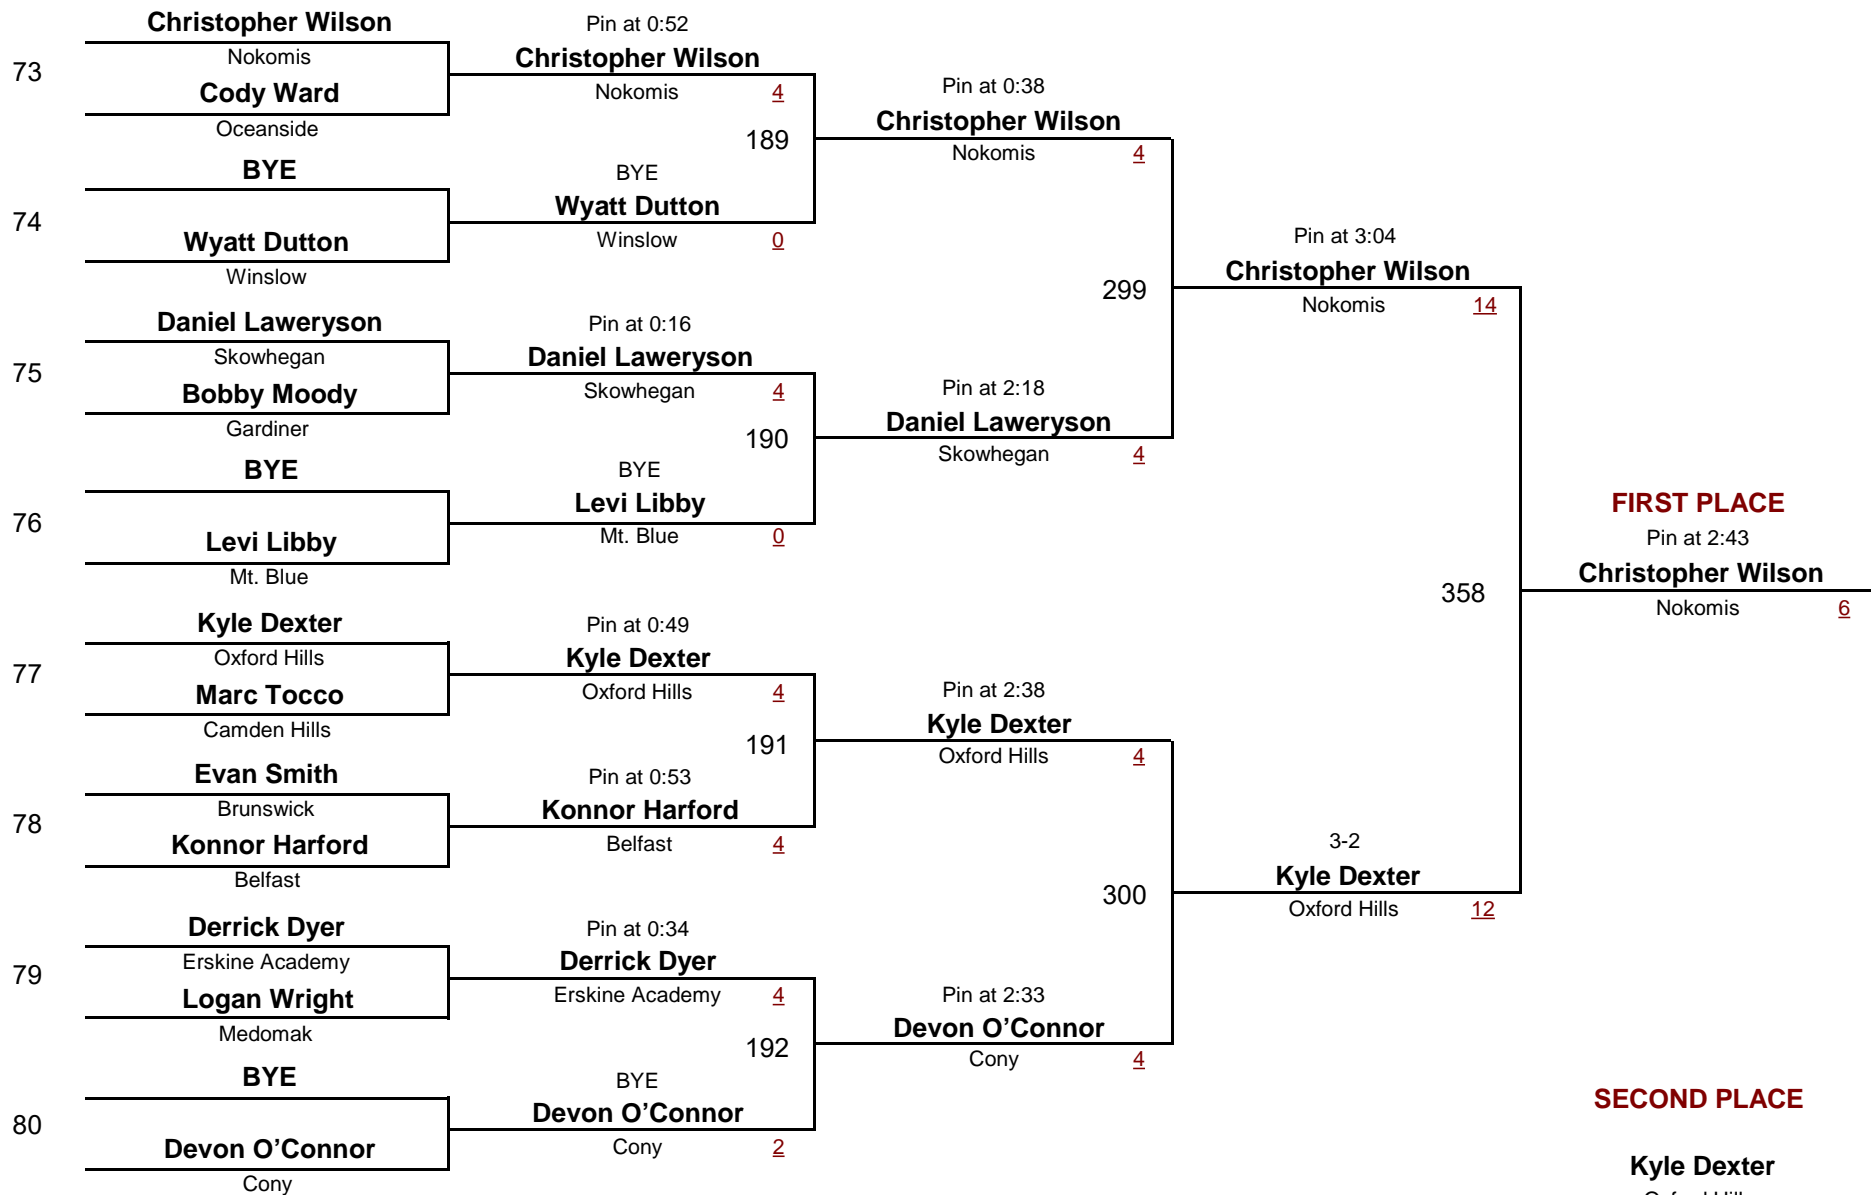 Christopher Wilson
Nokomis
73
Cody Ward
Oceanside
BYE
74
Wyatt Dutton
Winslow
Daniel Laweryson
Skowhegan
75
Bobby Moody
Gardiner
BYE
76
Levi Libby
Mt. Blue
Kyle Dexter
Oxford Hills
77
Marc Tocco
Camden Hills
Evan Smith
Brunswick
78
Konnor Harford
Belfast
Derrick Dyer
Erskine Academy
79
Logan Wright
Medomak
BYE
80
Devon O’Connor
Cony
Pin at 0:52
Christopher Wilson
Nokomis 4
189
BYE
Wyatt Dutton
Winslow 0
Pin at 0:16
Daniel Laweryson
Skowhegan 4
190
BYE
Levi Libby
Mt. Blue 0
Pin at 0:49
Kyle Dexter
Oxford Hills 4
191
Pin at 0:53
Konnor Harford
Belfast 4
Pin at 0:34
Derrick Dyer
Erskine Academy 4
192
BYE
Devon O’Connor
Cony 2
Pin at 0:38
Christopher Wilson
Nokomis 4
299
Pin at 2:18
Daniel Laweryson
Skowhegan 4
Pin at 2:38
Kyle Dexter
Oxford Hills 4
300
Pin at 2:33
Devon O’Connor
Cony 4
Pin at 3:04
Christopher Wilson
Nokomis 14
358
3-2
Kyle Dexter
Oxford Hills 12
FIRST PLACE
Pin at 2:43
Christopher Wilson
Nokomis 6
SECOND PLACE
Kyle Dexter
Oxford Hills